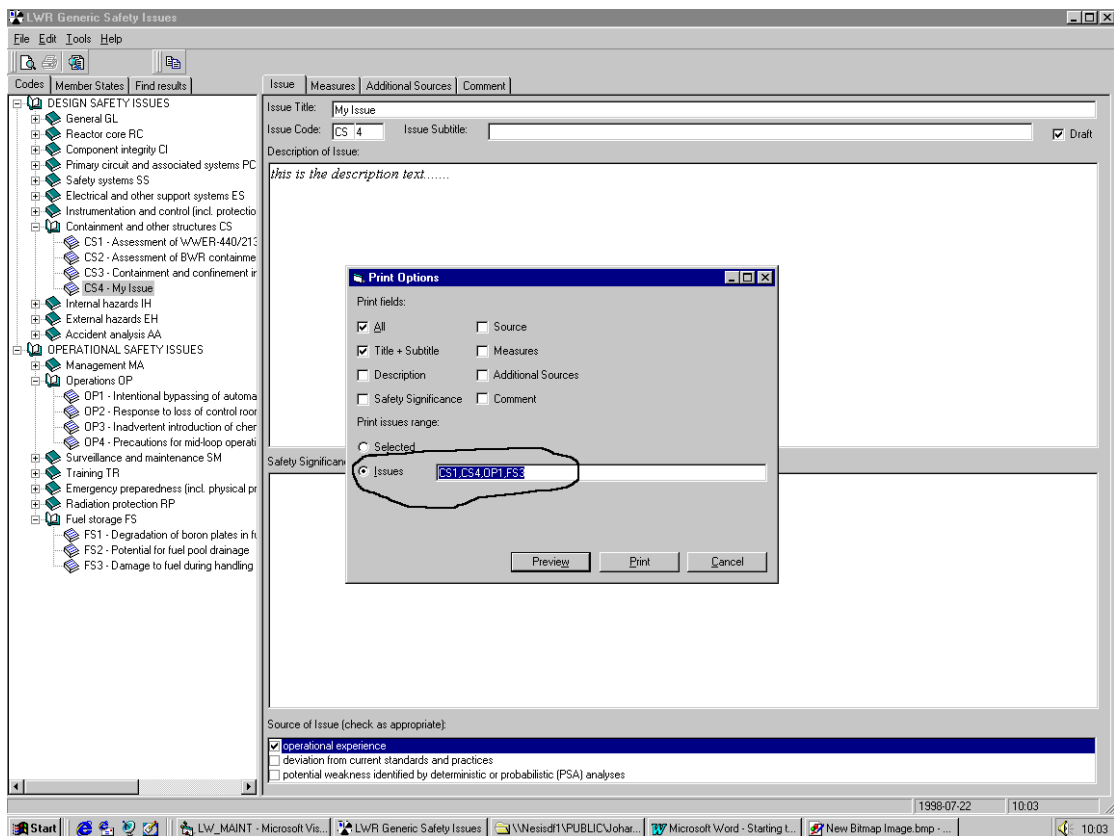 LWR Generic Safety Issues
File Edit Tools Help
Codes Member States Find results
DESIGN SAFETY ISSUES
General GL
Reactor core RC
Component integrity CI
Primary circuit and associated systems PC
Safety systems SS
Electrical and other support systems ES
Instrumentation and control (incl. protectio
Containment and other structures CS
CS1 - Assessment of WWER-440/213
CS2 - Assessment of BWR containme
CS3 - Containment and confinement ir
CS4 - My Issue
Internal hazards IH
External hazards EH
Accident analysis AA
OPERATIONAL SAFETY ISSUES
Management MA
Operations OP
OP1 - Intentional bypassing of automa
OP2 - Response to loss of control roor
OP3 - Inadvertent introduction of cher
OP4 - Precautions for mid-loop operati
Surveillance and maintenance SM
Training TR
Emergency preparedness (incl. physical pr
Radiation protection RP
Fuel storage FS
FS1 - Degradation of boron plates in fu
FS2 - Potential for fuel pool drainage
FS3 - Damage to fuel during handling
Issue Measures Additional Sources Comment
Issue Title: My Issue
Issue Code: CS 4 Issue Subtitle: Draft
Description of Issue:
this is the description text.......
Print Options
Print fields:
All Source
Title + Subtitle Measures
Description Additional Sources
Safety Significance Comment
Print issues range:
Selected
Issues CS1,CS4,OP1,FS3
Preview Print Cancel
Safety Significan
Source of Issue (check as appropriate):
operational experience
deviation from current standards and practices
potential weakness identified by deterministic or probabilistic (PSA) analyses
1998-07-22 10:03
Start LW_MAINT - Microsoft Vis... LWR Generic Safety Issues \\Nesisdf1\PUBLIC\Johar... Microsoft Word - Starting t... New Bitmap Image.bmp - ... 10:03